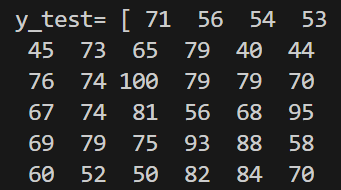 y_test= [ 71 56 54 53
45 73 65 79 40 44
76 74 100 79 79 70
67 74 81 56 68 95
69 79 75 93 88 58
60 52 50 82 84 70